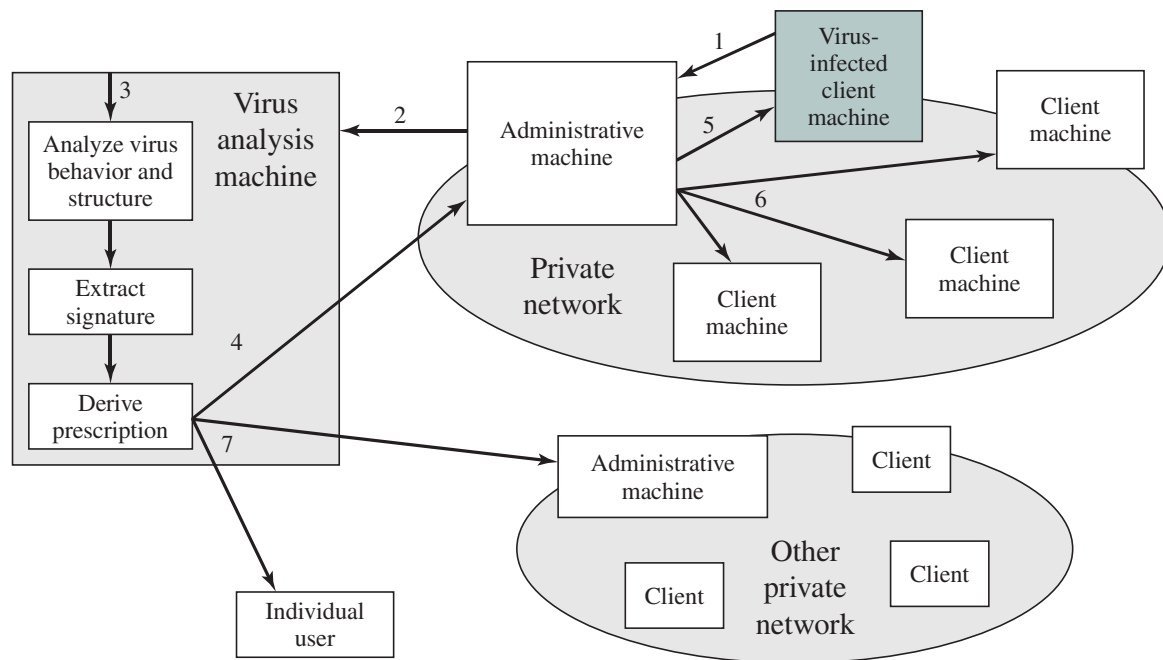 1
Virus-
infected
client
machine
3
Virus
analysis
machine
2
Administrative
machine
5
Client
machine
Analyze virus
behavior and
structure
6
Client
machine
Private
network
Client
machine
Extract
signature
4
Derive
prescription
7
Administrative
machine
Client
Other
private
network
Client
Client
Individual
user